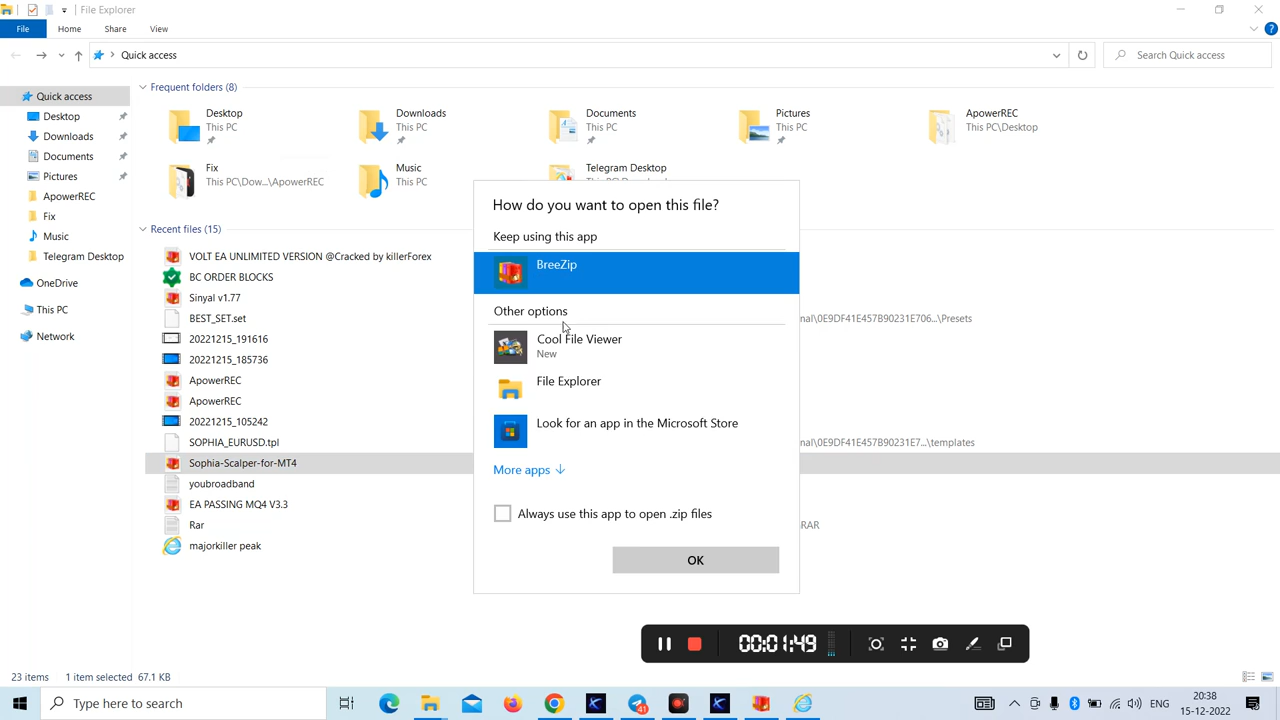 File Explorer
File
Home
Share
View
Quick access
Search Quick access
Quick access
Desktop
Downloads
Documents
Pictures
ApowerREC
Fix
Music
Telegram Desktop
OneDrive
This PC
Network
Frequent folders (8)
Desktop
This PC
Downloads
This PC
Documents
This PC
Pictures
This PC
ApowerREC
This PC\Desktop
Fix
This PC\Dow...\ApowerREC
Music
This PC
Telegram Desktop
Recent files (15)
VOLT EA UNLIMITED VERSION @Cracked by killerForex
BC ORDER BLOCKS
Sinyal v1.77
BEST_SET.set
nal\0E9DF41E457B90231E706...\Presets
20221215_191616
20221215_185736
ApowerREC
ApowerREC
20221215_105242
SOPHIA_EURUSD.tpl
nal\0E9DF41E457B90231E7...\templates
Sophia-Scalper-for-MT4
youbroadband
EA PASSING MQ4 V3.3
Rar
RAR
majorkiller peak
How do you want to open this file?
Keep using this app
BreeZip
Other options
Cool File Viewer
New
File Explorer
Look for an app in the Microsoft Store
More apps
Always use this app to open .zip files
OK
00:01:49
23 items
1 item selected 67.1 KB
Type here to search
41
ENG
20:38
15-12-2022